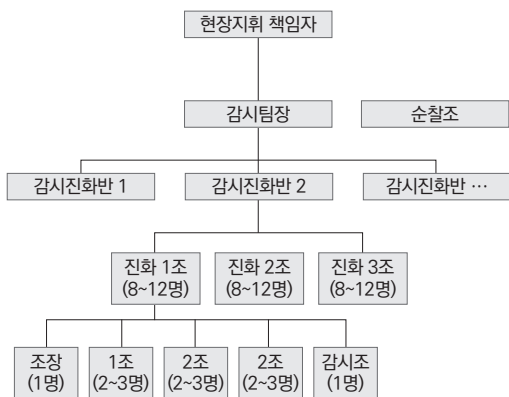 현장지휘 책임자
감시팀장
순찰조
감시진화반 1
감시진화반 2
감시진화반 …
진화 1조
(8~12명)
진화 2조
(8~12명)
진화 3조
(8~12명)
조장
(1명)
1조
(2~3명)
2조
(2~3명)
2조
(2~3명)
감시조
(1명)